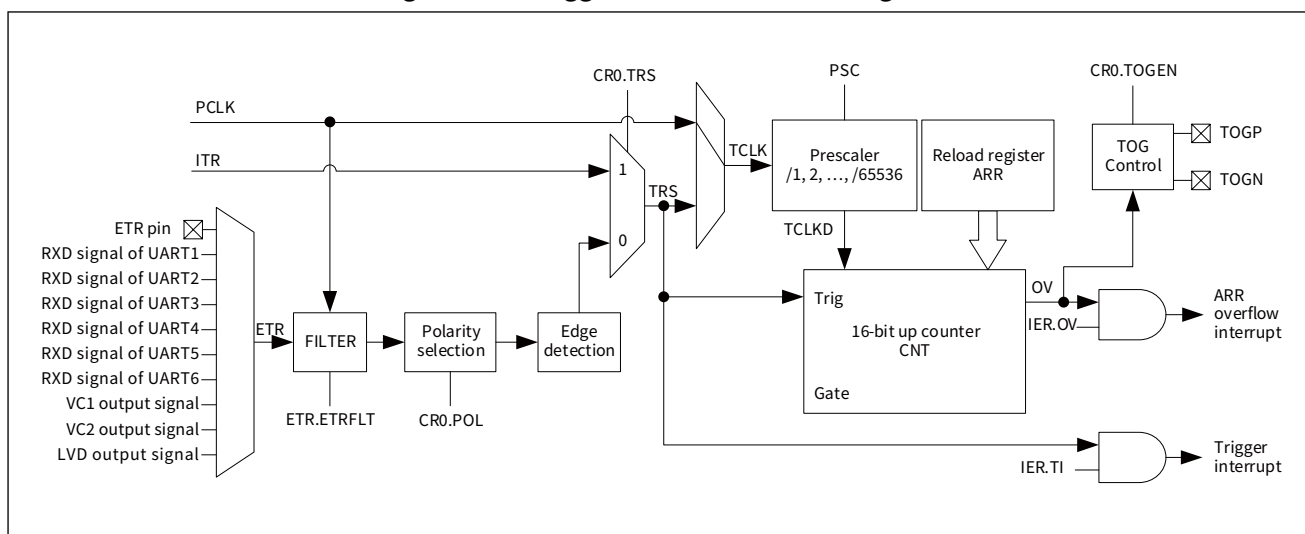 CR0.TRS
PSC
CR0.TOGEN
PCLK
ITR
1
0
TRS
TCLK
Prescaler
/1, 2, …, /65536
Reload register
ARR
TOG
Control
TOGP
TOGN
TCLKD
ETR pin
RXD signal of UART1
RXD signal of UART2
RXD signal of UART3
RXD signal of UART4
RXD signal of UART5
RXD signal of UART6
VC1 output signal
VC2 output signal
LVD output signal
ETR
FILTER
ETR.ETRFLT
Polarity
selection
CR0.POL
Edge
detection
Trig
16-bit up counter
CNT
Gate
OV
IER.OV
ARR
overflow
interrupt
IER.TI
Trigger
interrupt